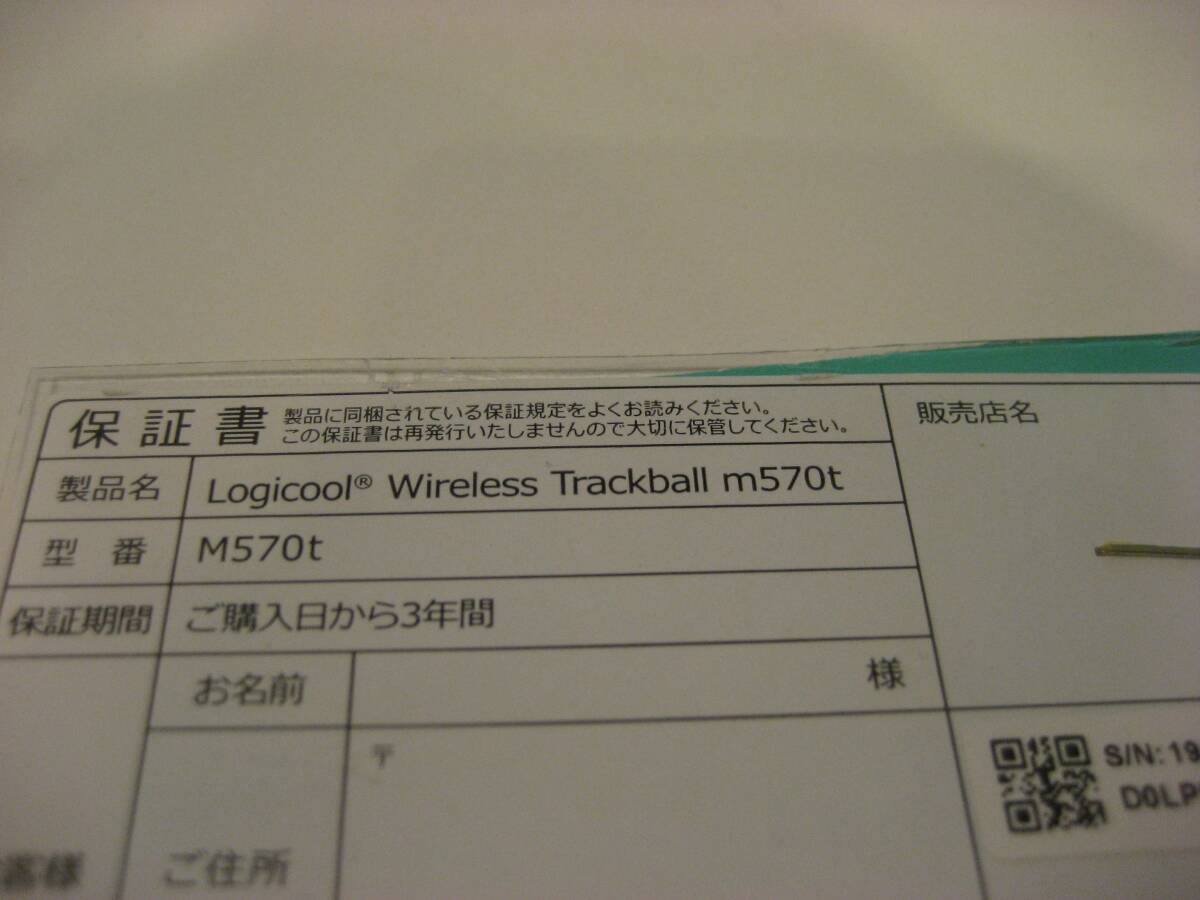 保証書
製品に同梱されている保証規定をよくお読みください。
この保証書は再発行いたしませんので大切に保管してください。
販売店名
製品名 Logicool® Wireless Trackball m570t
型 番 M570t
保証期間 ご購入日から3年間
お名前 様
〒
S/N: 19
D0LP
客様
ご住所